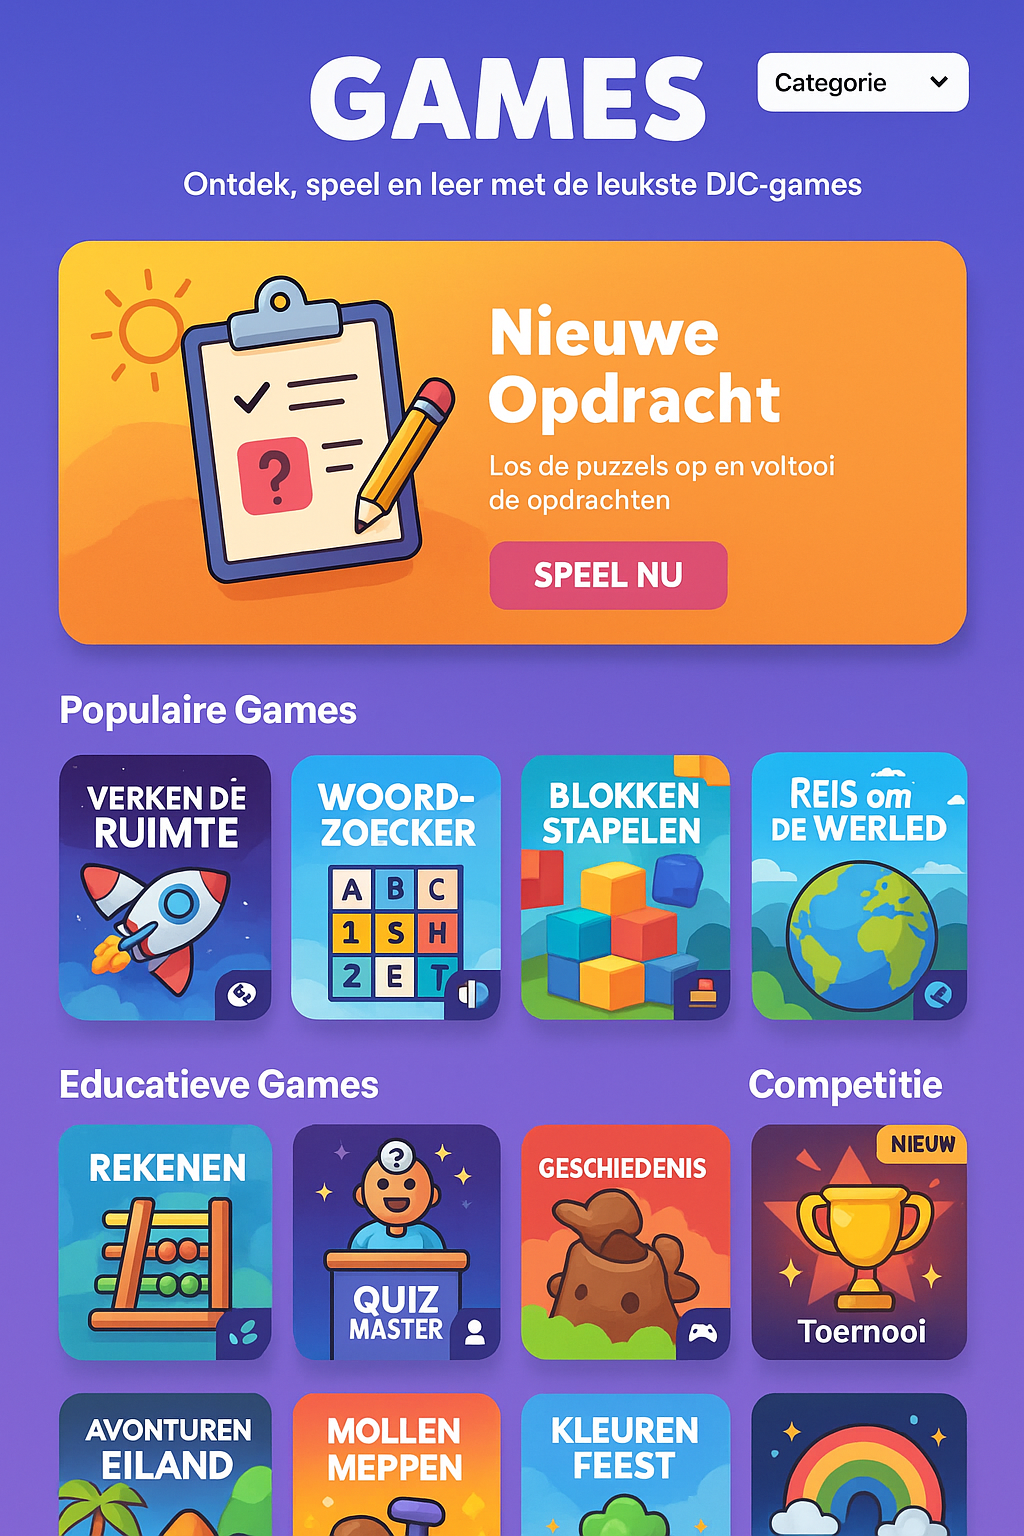 GAMES
Categorie
Ontdek, speel en leer met de leukste DJC-games
Nieuwe
Opdracht
?
Los de puzzels op en voltooi
de opdrachten
SPEEL NU
Populaire Games
VERKEN DE
RUIMTE
WOORD-
ZOECKER
A B C
1 S H
2 E T
BLOKKEN
STAPELEN
REIS om
DE WERLED
Educatieve Games
Competitie
REKENEN
?
QUIZ
MASTER
GESCHIEDENIS
NIEUW
Toernooi
AVONTUREN
EILAND
MOLLEN
MEPPEN
KLEUREN
FEEST